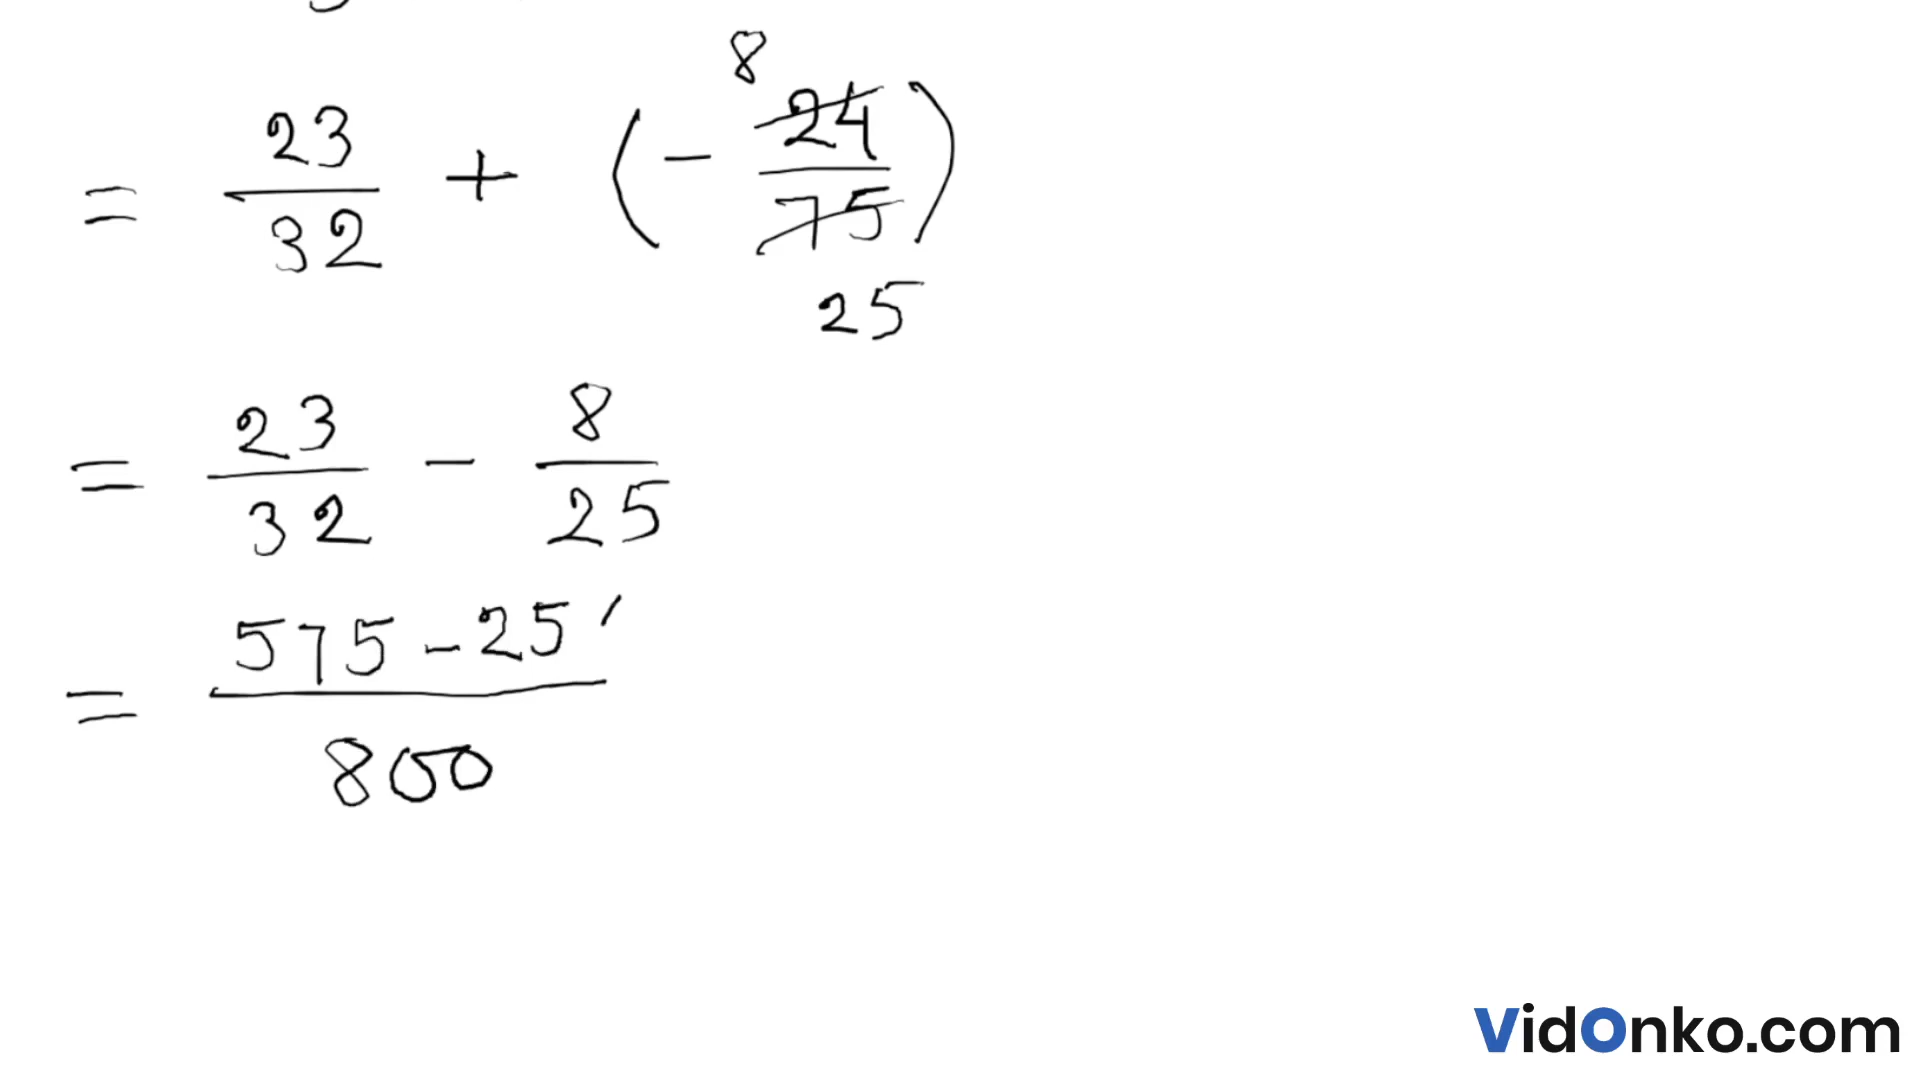 = 23/32 + (- 24/75) 8 25
= 23/32 - 8/25
= 575 - 25/800
VidOnko.com